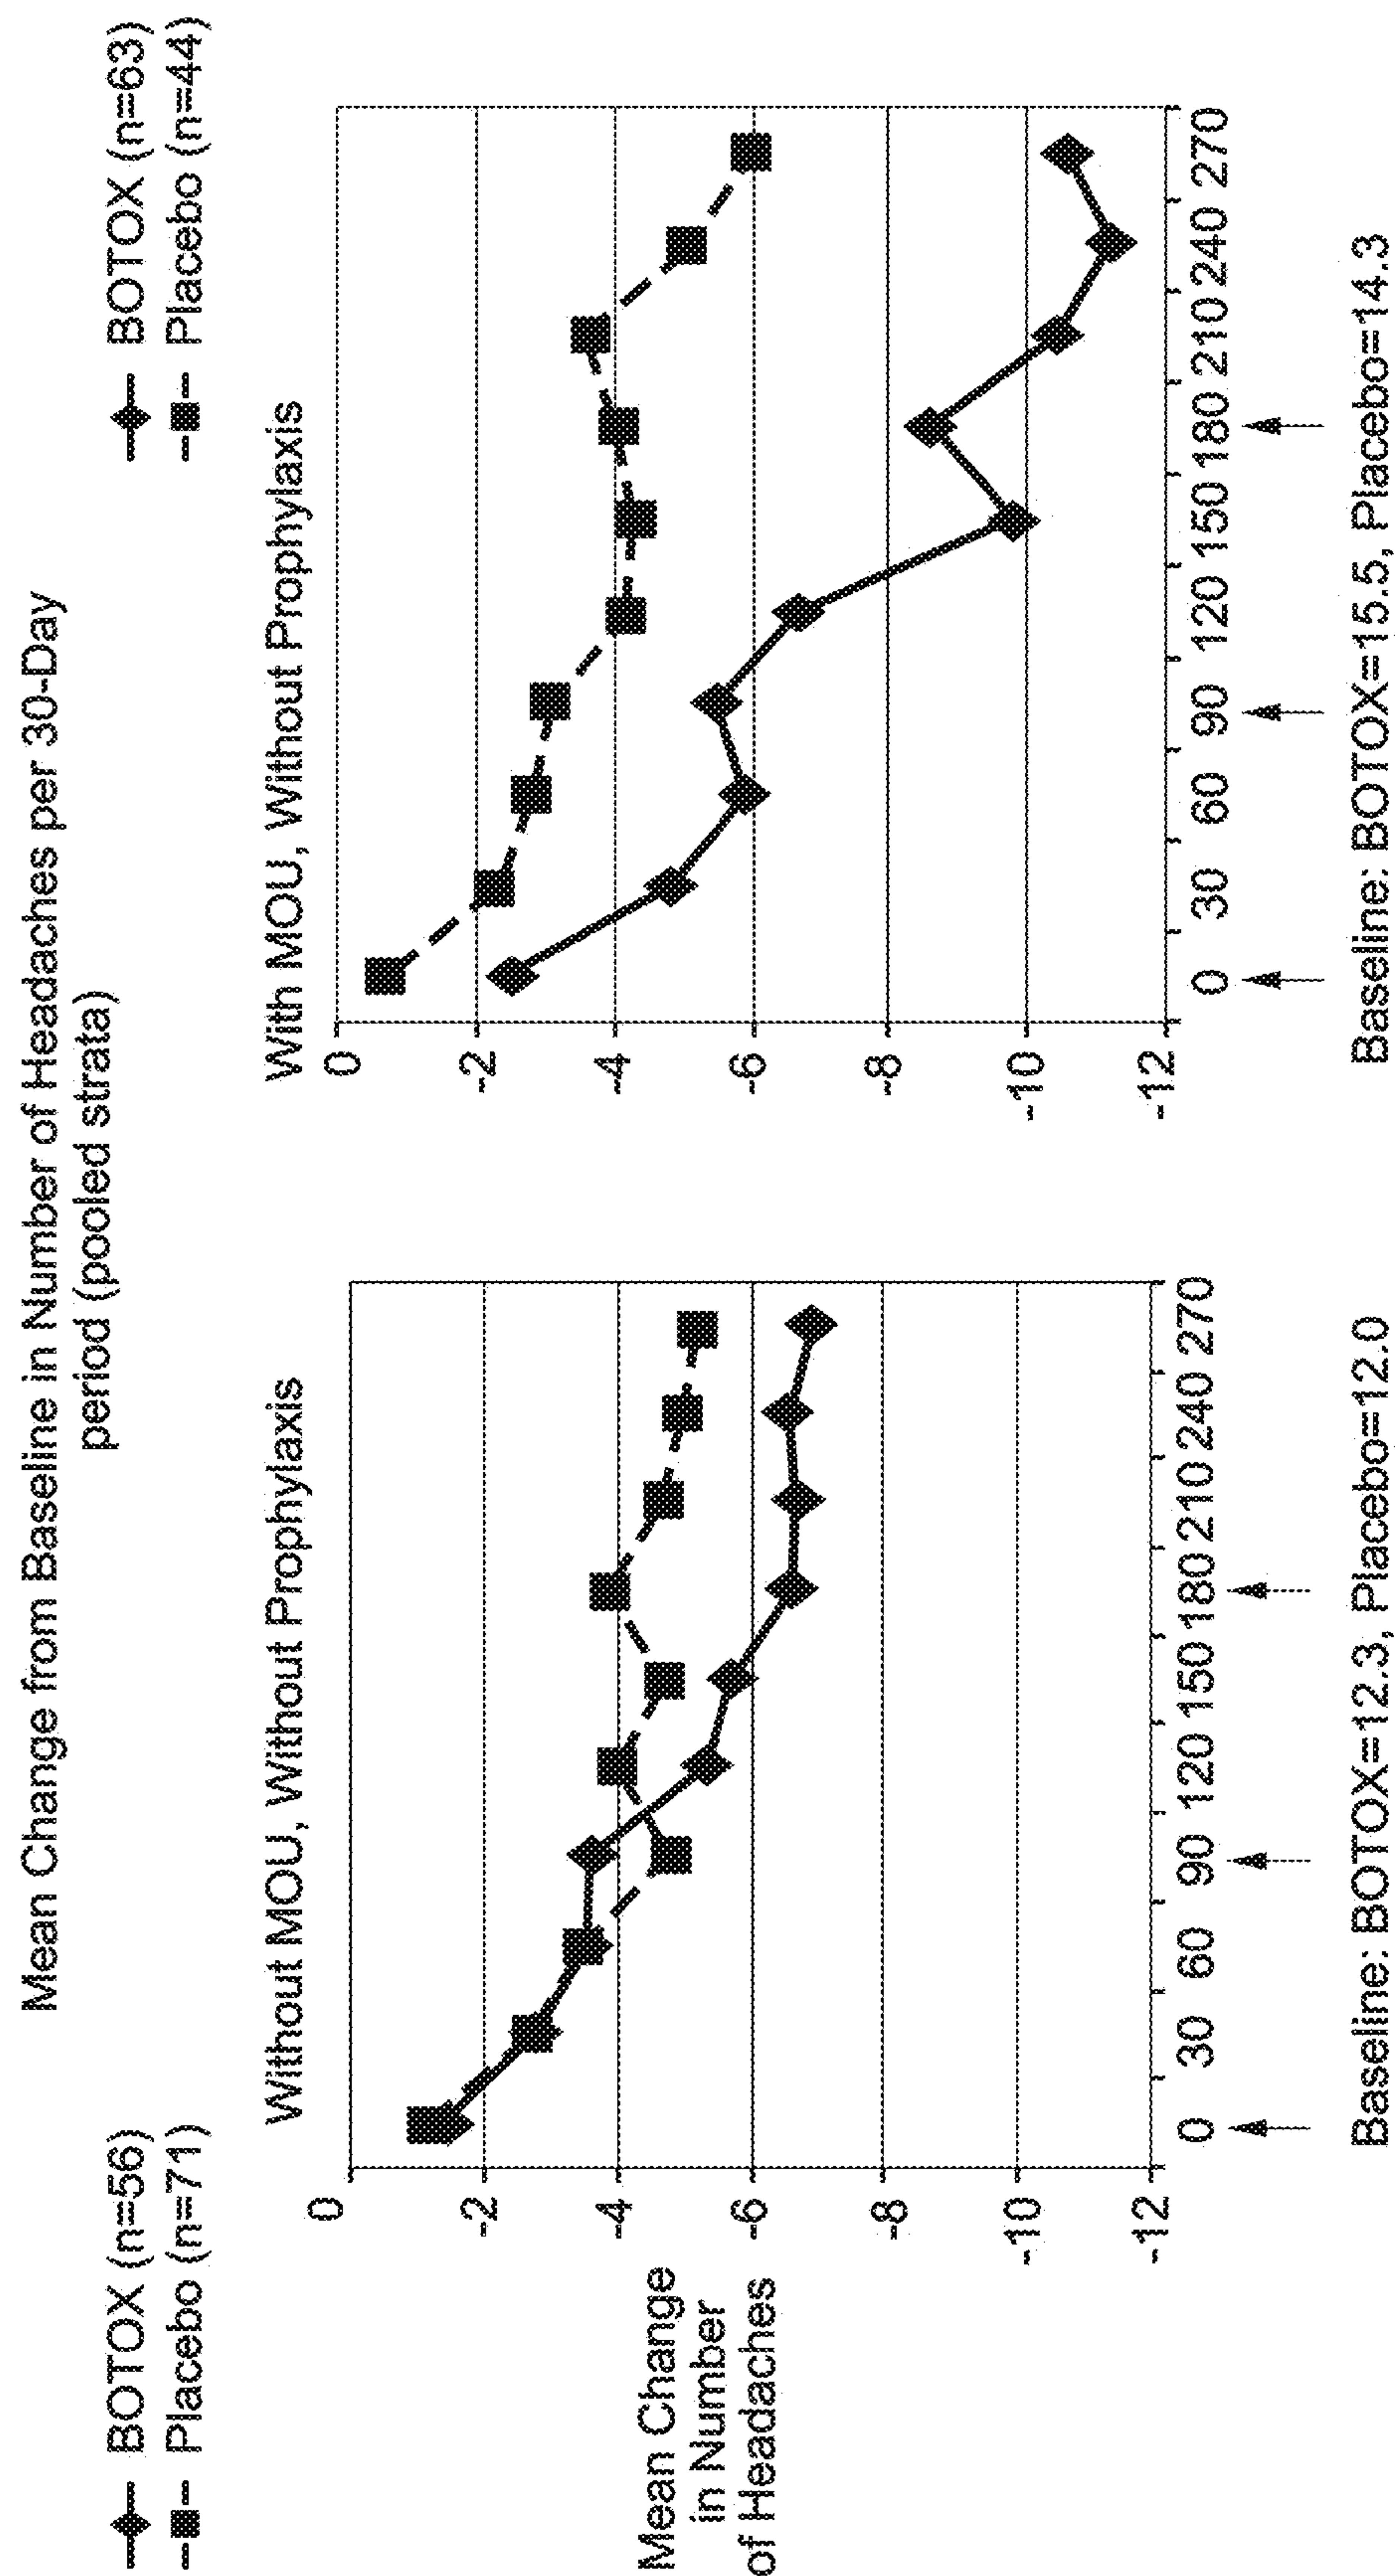 Mean Change from Baseline in Number of Headaches per 30-Day
period (pooled strata)
BOTOX (n=56)
Placebo (n=71)
BOTOX (n=63)
Placebo (n=44)
Without MOU, Without Prophylaxis
Mean Change
in Number
of Headaches
0
-2
-4
-6
-8
-10
-12
0 30 60 90 120 150 180 210 240 270
Baseline: BOTOX=12.3, Placebo=12.0
With MOU, Without Prophylaxis
0
-2
-4
-6
-8
-10
-12
0 30 60 90 120 150 180 210 240 270
Baseline: BOTOX=15.5, Placebo=14.3